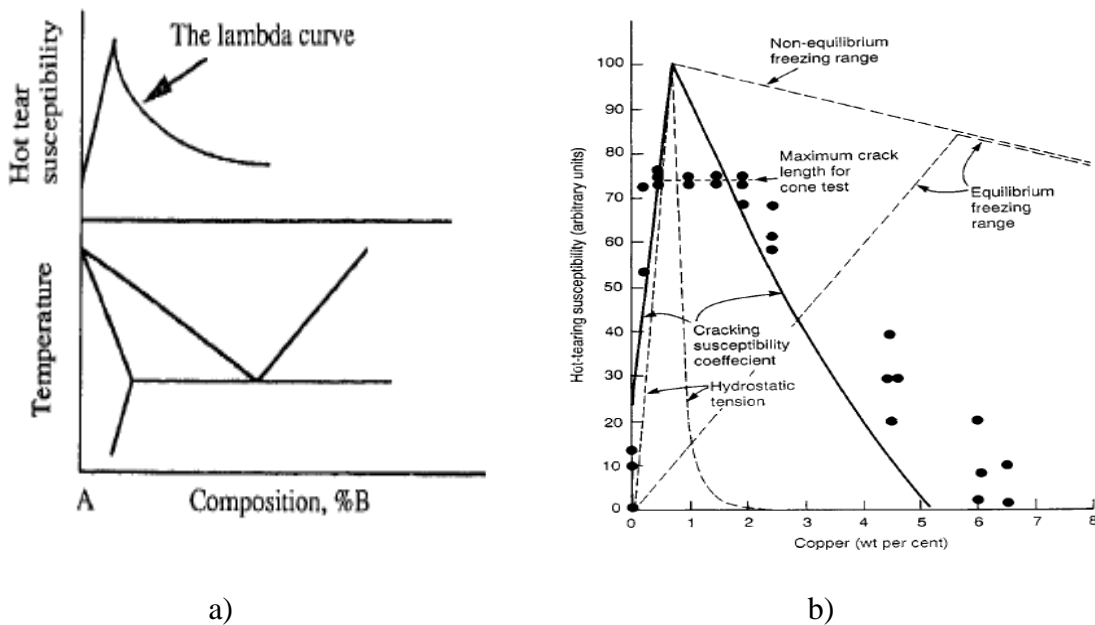 The lambda curve
Hot tear
susceptibility
Temperature
A
Composition, %B
a)
Non-equilibrium
freezing range
Maximum crack
length for
cone test
Equilibrium
freezing
range
Cracking
susceptibility
coeffecient
Hydrostatic
tension
Hot-tearing susceptibility (arbitrary units)
100
90
80
70
60
50
40
30
20
10
0
0 1 2 3 4 5 6 7 8
Copper (wt per cent)
b)